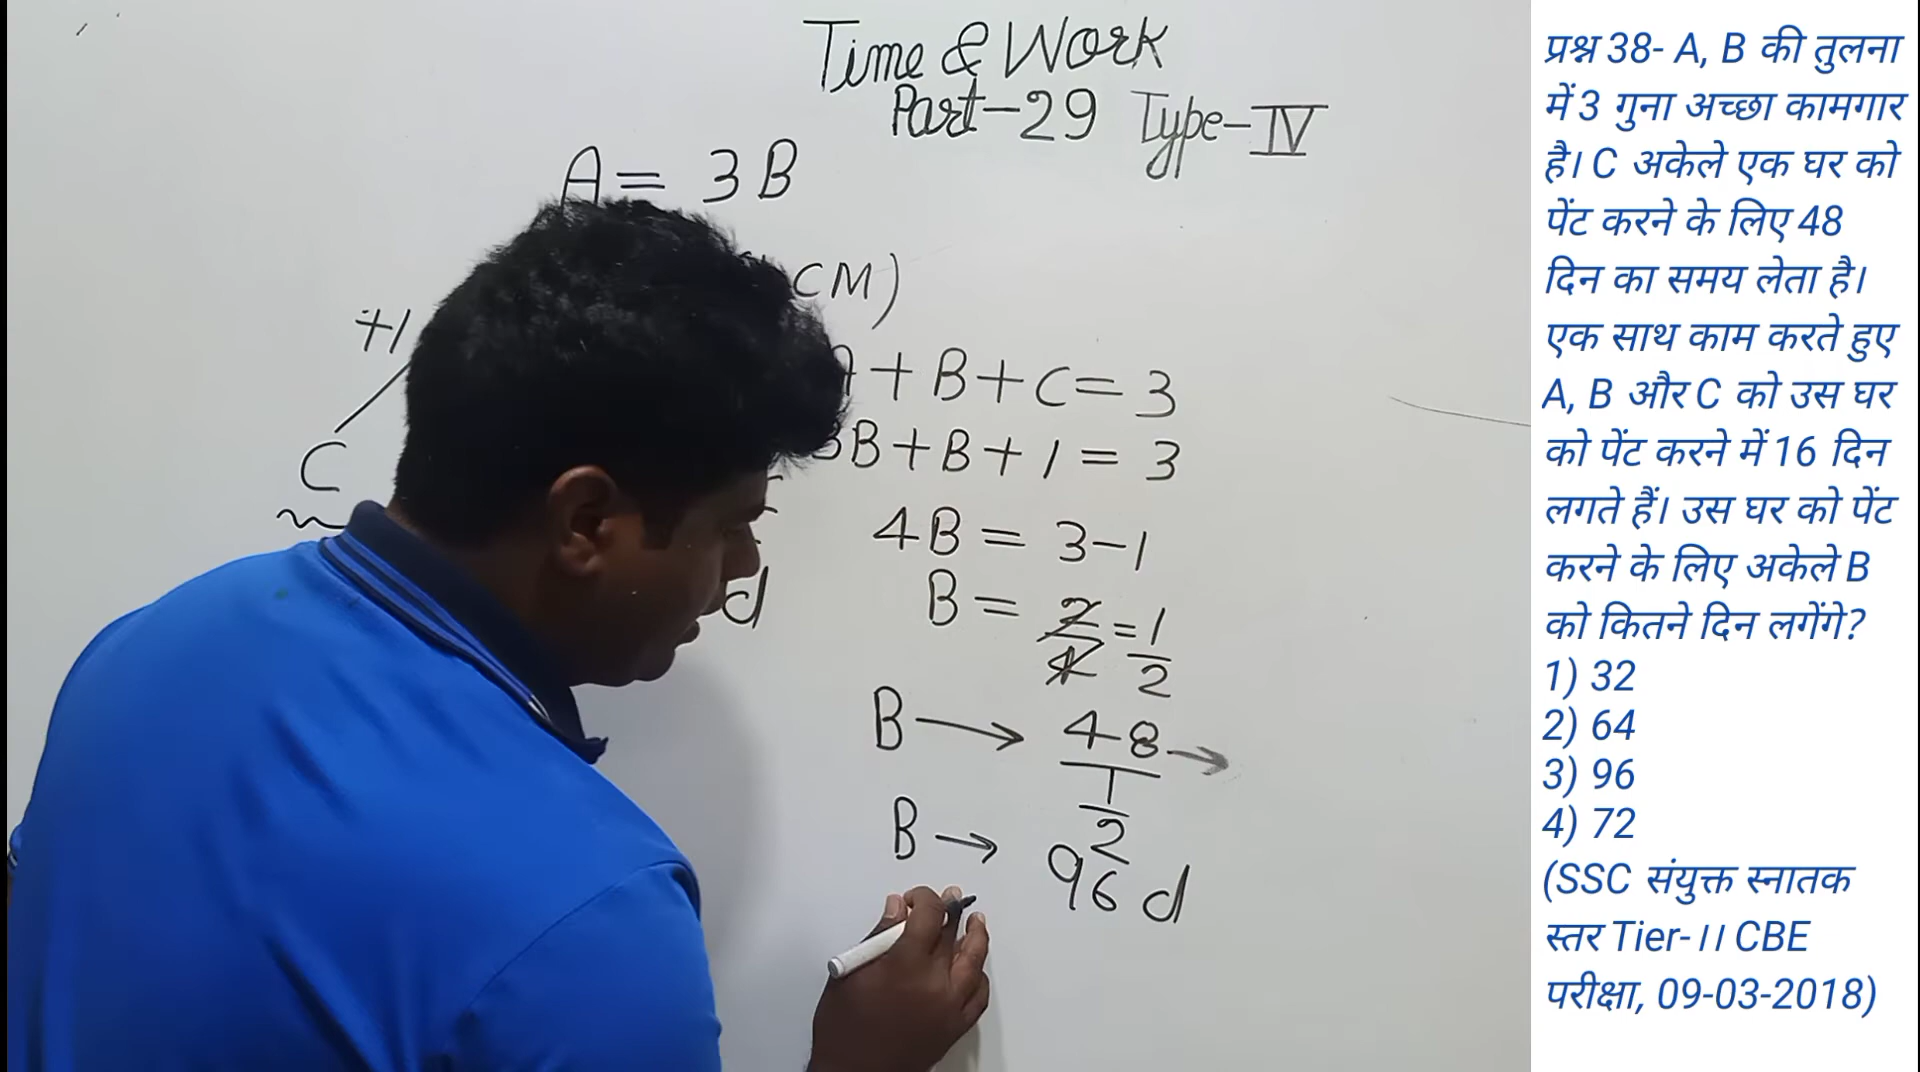 Time & Work
Part-29 Type-IV
A = 3B
CM)
+1
A+B+C=3
C
3B+B+1=3
4B = 3-1
d
B = 2/4 = 1/2
B → 48 →
1
2
B → 96 d
प्रश्न 38- A, B की तुलना
में 3 गुना अच्छा कामगार
है। C अकेले एक घर को
पेंट करने के लिए 48
दिन का समय लेता है।
एक साथ काम करते हुए
A, B और C को उस घर
को पेंट करने में 16 दिन
लगते हैं। उस घर को पेंट
करने के लिए अकेले B
को कितने दिन लगेंगे?
1) 32
2) 64
3) 96
4) 72
(SSC संयुक्त स्नातक
स्तर Tier-।। CBE
परीक्षा, 09-03-2018)